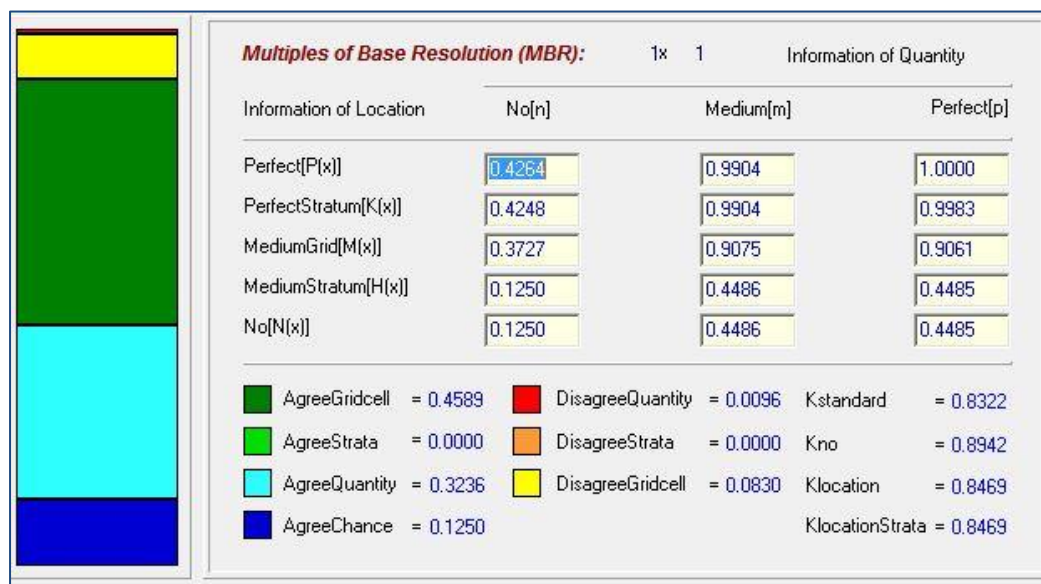 Multiples of Base Resolution (MBR): 1x 1 Information of Quantity
Information of Location No[n] Medium[m] Perfect[p]
Perfect[P(x)] 0.4264 0.9904 1.0000
PerfectStratum[K(x)] 0.4248 0.9904 0.9983
MediumGrid[M(x)] 0.3727 0.9075 0.9061
MediumStratum[H(x)] 0.1250 0.4486 0.4485
No[N(x)] 0.1250 0.4486 0.4485
AgreeGridcell = 0.4589 DisagreeQuantity = 0.0096 Kstandard = 0.8322
AgreeStrata = 0.0000 DisagreeStrata = 0.0000 Kno = 0.8942
AgreeQuantity = 0.3236 DisagreeGridcell = 0.0830 Klocation = 0.8469
AgreeChance = 0.1250 KlocationStrata = 0.8469